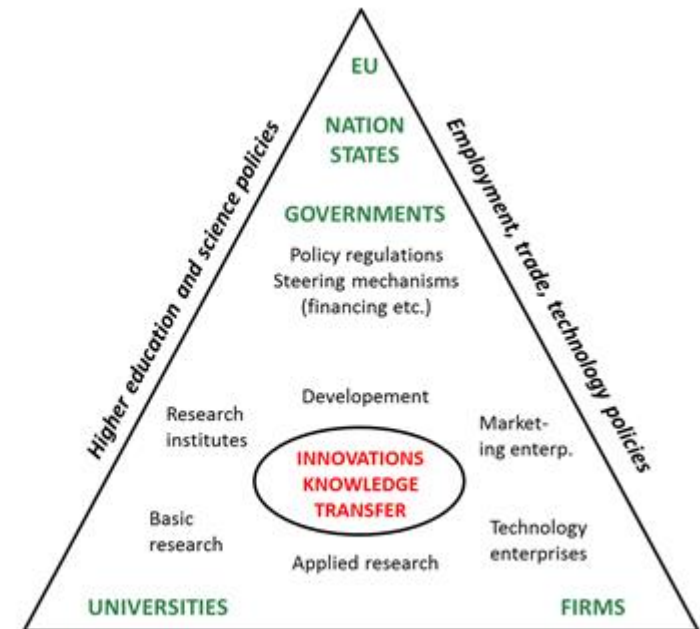 EU
NATION
STATES
GOVERNMENTS
Policy regulations
Steering mechanisms
(financing etc.)
Higher education and science policies
Employment, trade, technology policies
Developement
Research
institutes
Market-
ing enterp.
INNOVATIONS
KNOWLEDGE
TRANSFER
Basic
research
Technology
enterprises
Applied research
UNIVERSITIES
FIRMS